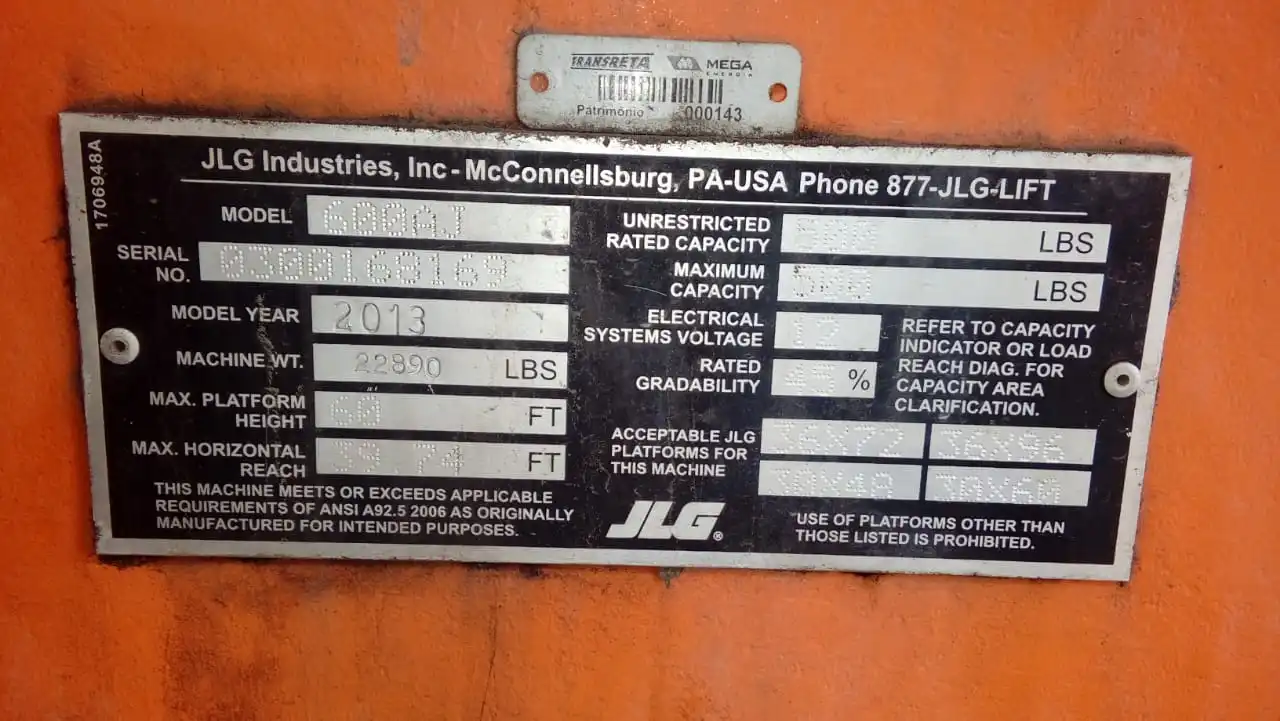 TRANSRETA MEGA ENERGIA
Patrimônio 000143
1706948A
JLG Industries, Inc - McConnellsburg, PA-USA Phone 877-JLG-LIFT
MODEL 600AJ
SERIAL NO. 0300168169
MODEL YEAR 2013
MACHINE WT. 22890 LBS
MAX. PLATFORM HEIGHT 60 FT
MAX. HORIZONTAL REACH 39.74 FT
THIS MACHINE MEETS OR EXCEEDS APPLICABLE
REQUIREMENTS OF ANSI A92.5 2006 AS ORIGINALLY
MANUFACTURED FOR INTENDED PURPOSES.
UNRESTRICTED
RATED CAPACITY LBS
MAXIMUM
CAPACITY 500 LBS
ELECTRICAL
SYSTEMS VOLTAGE 12
RATED
GRADABILITY 45 %
REFER TO CAPACITY
INDICATOR OR LOAD
REACH DIAG. FOR
CAPACITY AREA
CLARIFICATION.
ACCEPTABLE JLG
PLATFORMS FOR
THIS MACHINE
36X72 36X96
30X48 30X60
JLG®
USE OF PLATFORMS OTHER THAN
THOSE LISTED IS PROHIBITED.